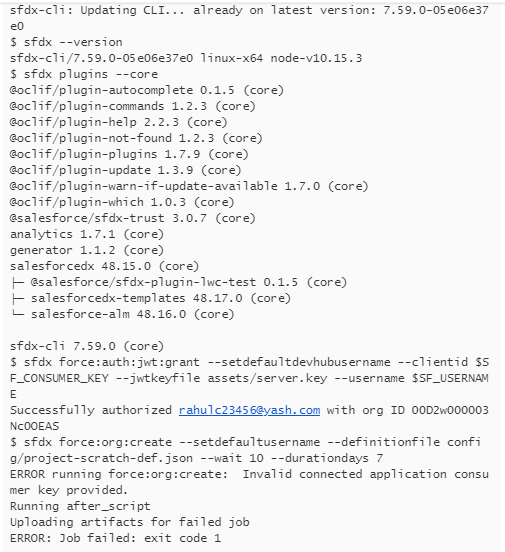 sfdx-cli: Updating CLI... already on latest version: 7.59.0-05e06e37
e0
$ sfdx --version
sfdx-cli/7.59.0-05e06e37e0 linux-x64 node-v10.15.3
$ sfdx plugins --core
@oclif/plugin-autocomplete 0.1.5 (core)
@oclif/plugin-commands 1.2.3 (core)
@oclif/plugin-help 2.2.3 (core)
@oclif/plugin-not-found 1.2.3 (core)
@oclif/plugin-plugins 1.7.9 (core)
@oclif/plugin-update 1.3.9 (core)
@oclif/plugin-warn-if-update-available 1.7.0 (core)
@oclif/plugin-which 1.0.3 (core)
@salesforce/sfdx-trust 3.0.7 (core)
analytics 1.7.1 (core)
generator 1.1.2 (core)
salesforcedx 48.15.0 (core)
├─ @salesforce/sfdx-plugin-lwc-test 0.1.5 (core)
├─ salesforcedx-templates 48.17.0 (core)
└─ salesforce-alm 48.16.0 (core)
sfdx-cli 7.59.0 (core)
$ sfdx force:auth:jwt:grant --setdefaultdevhubusername --clientid $S
F_CONSUMER_KEY --jwtkeyfile assets/server.key --username $SF_USERNAM
E
Successfully authorized rahulc23456@yash.com with org ID 00D2w000003
NcOOEAS
$ sfdx force:org:create --setdefaultusername --definitionfile confi
g/project-scratch-def.json --wait 10 --durationdays 7
ERROR running force:org:create:  Invalid connected application consu
mer key provided.
Running after_script
Uploading artifacts for failed job
ERROR: Job failed: exit code 1